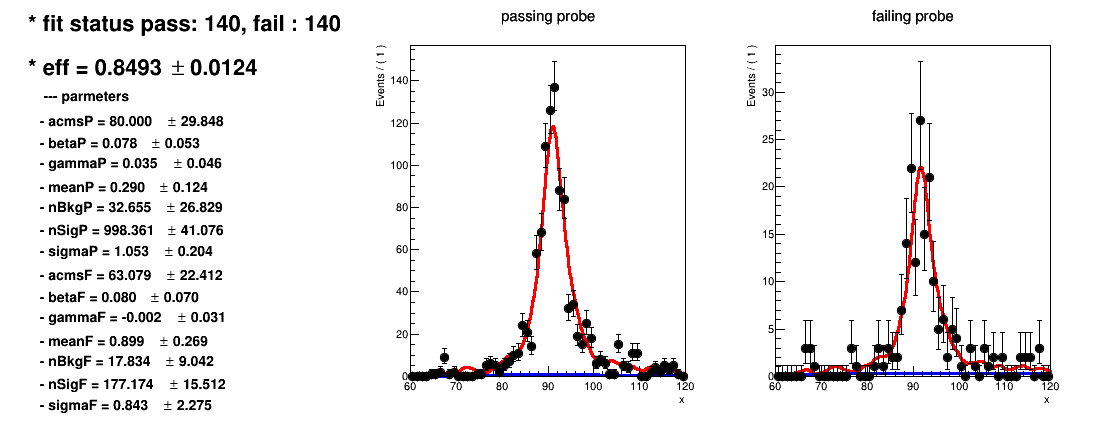 * fit status pass: 140, fail : 140
* eff = 0.8493 ± 0.0124
--- parmeters
- acmsP = 80.000 ± 29.848
- betaP = 0.078 ± 0.053
- gammaP = 0.035 ± 0.046
- meanP = 0.290 ± 0.124
- nBkgP = 32.655 ± 26.829
- nSigP = 998.361 ± 41.076
- sigmaP = 1.053 ± 0.204
- acmsF = 63.079 ± 22.412
- betaF = 0.080 ± 0.070
- gammaF = -0.002 ± 0.031
- meanF = 0.899 ± 0.269
- nBkgF = 17.834 ± 9.042
- nSigF = 177.174 ± 15.512
- sigmaF = 0.843 ± 2.275
passing probe
Events / ( 1 )
140
120
100
80
60
40
20
0
60 70 80 90 100 110 120
x
failing probe
Events / ( 1 )
30
25
20
15
10
5
0
60 70 80 90 100 110 120
x